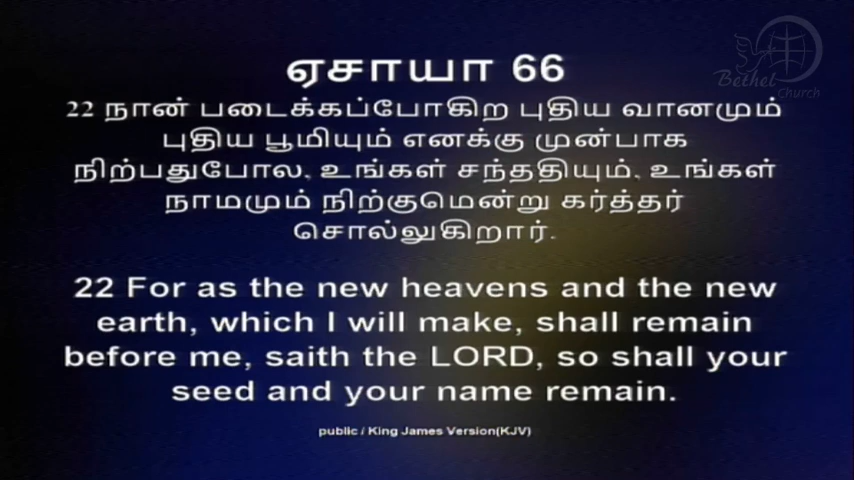 Bethel
Church
ஏசாயா 66
22 நான் படைக்கப்போகிற புதிய வானமும்
புதிய பூமியும் எனக்கு முன்பாக
நிற்பதுபோல, உங்கள் சந்ததியும், உங்கள்
நாமமும் நிற்குமென்று கர்த்தர்
சொல்லுகிறார்.
22 For as the new heavens and the new
earth, which I will make, shall remain
before me, saith the LORD, so shall your
seed and your name remain.
public / King James Version(KJV)